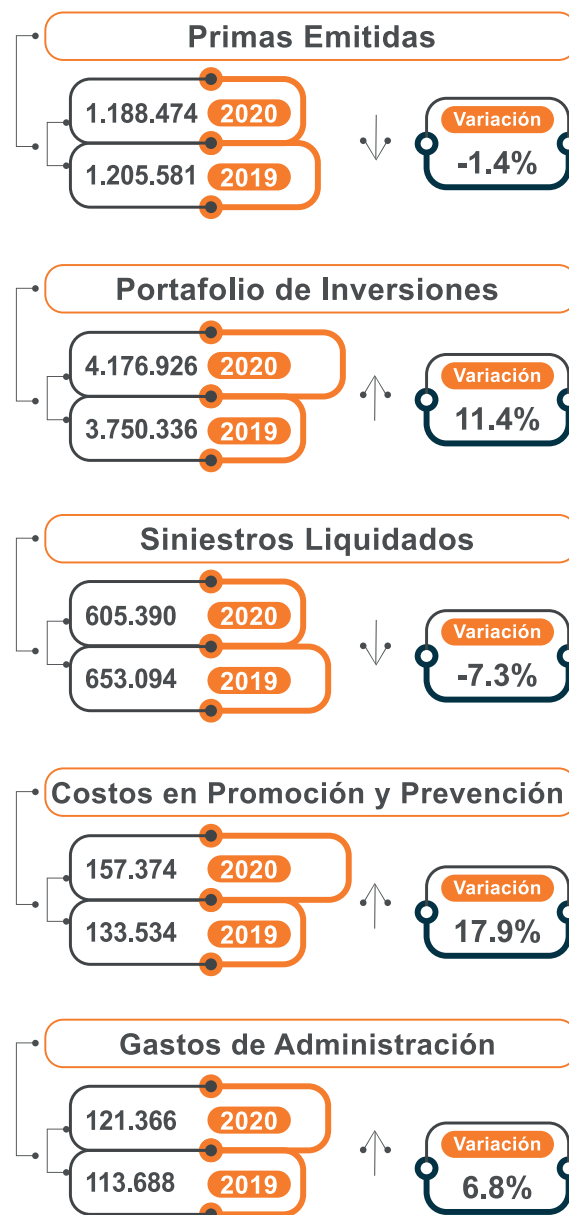 Primas Emitidas
1.188.474 2020
1.205.581 2019
Variación
-1.4%
Portafolio de Inversiones
4.176.926 2020
3.750.336 2019
Variación
11.4%
Siniestros Liquidados
605.390 2020
653.094 2019
Variación
-7.3%
Costos en Promoción y Prevención
157.374 2020
133.534 2019
Variación
17.9%
Gastos de Administración
121.366 2020
113.688 2019
Variación
6.8%